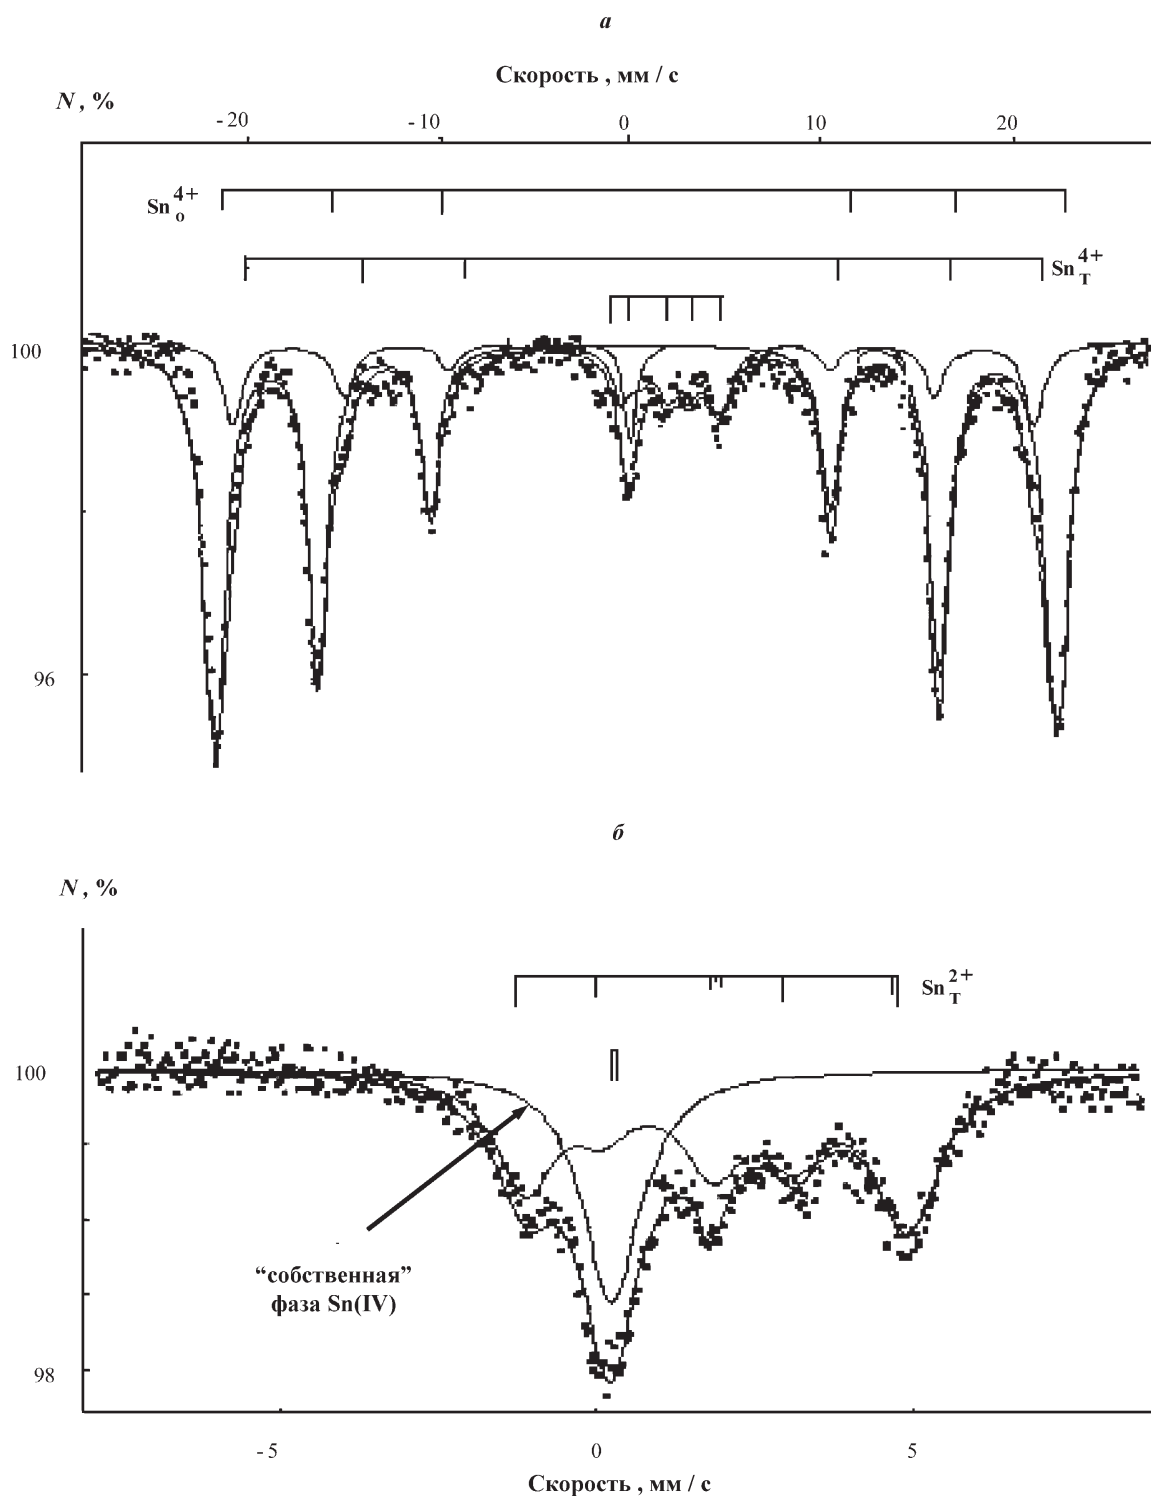 а
Скорость , мм / с
N , %
-20 -10 0 10 20
Sn 4+ о
Sn 4+ Т
100
96
б
N , %
Sn 2+ Т
100
“собственная”
фаза Sn(IV)
98
-5 0 5
Скорость , мм / с